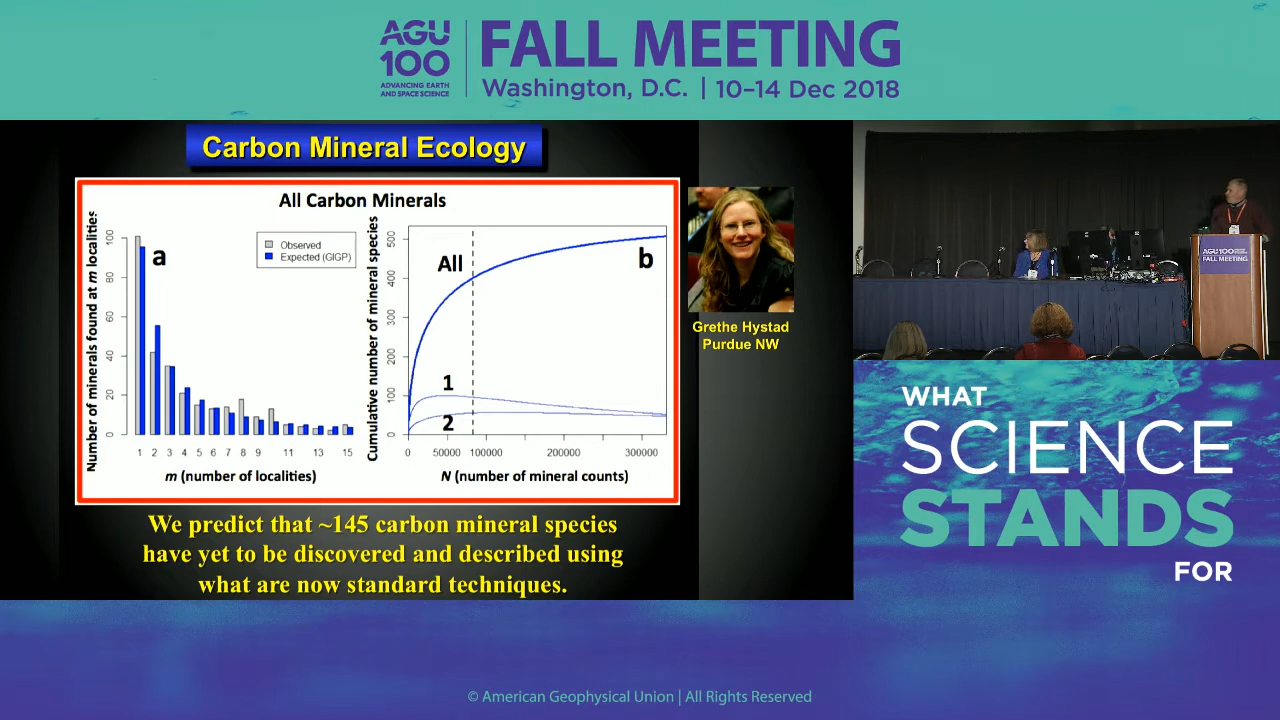 AGU
100
ADVANCING EARTH
AND SPACE SCIENCE
FALL MEETING
Washington, D.C. | 10–14 Dec 2018
Carbon Mineral Ecology
All Carbon Minerals
Number of minerals found at m localities
100
80
60
40
20
0
a
Observed
Expected (GIGP)
1 2 3 4 5 6 7 8 9 11 13 15
m (number of localities)
Cumulative number of mineral species
500
400
300
200
100
0
All
b
1
2
0 50000 100000 200000 300000
N (number of mineral counts)
Grethe Hystad
Purdue NW
We predict that ~145 carbon mineral species
have yet to be discovered and described using
what are now standard techniques.
AGU100
FALL MEETING
WHAT
SCIENCE
STANDS
FOR
© American Geophysical Union | All Rights Reserved